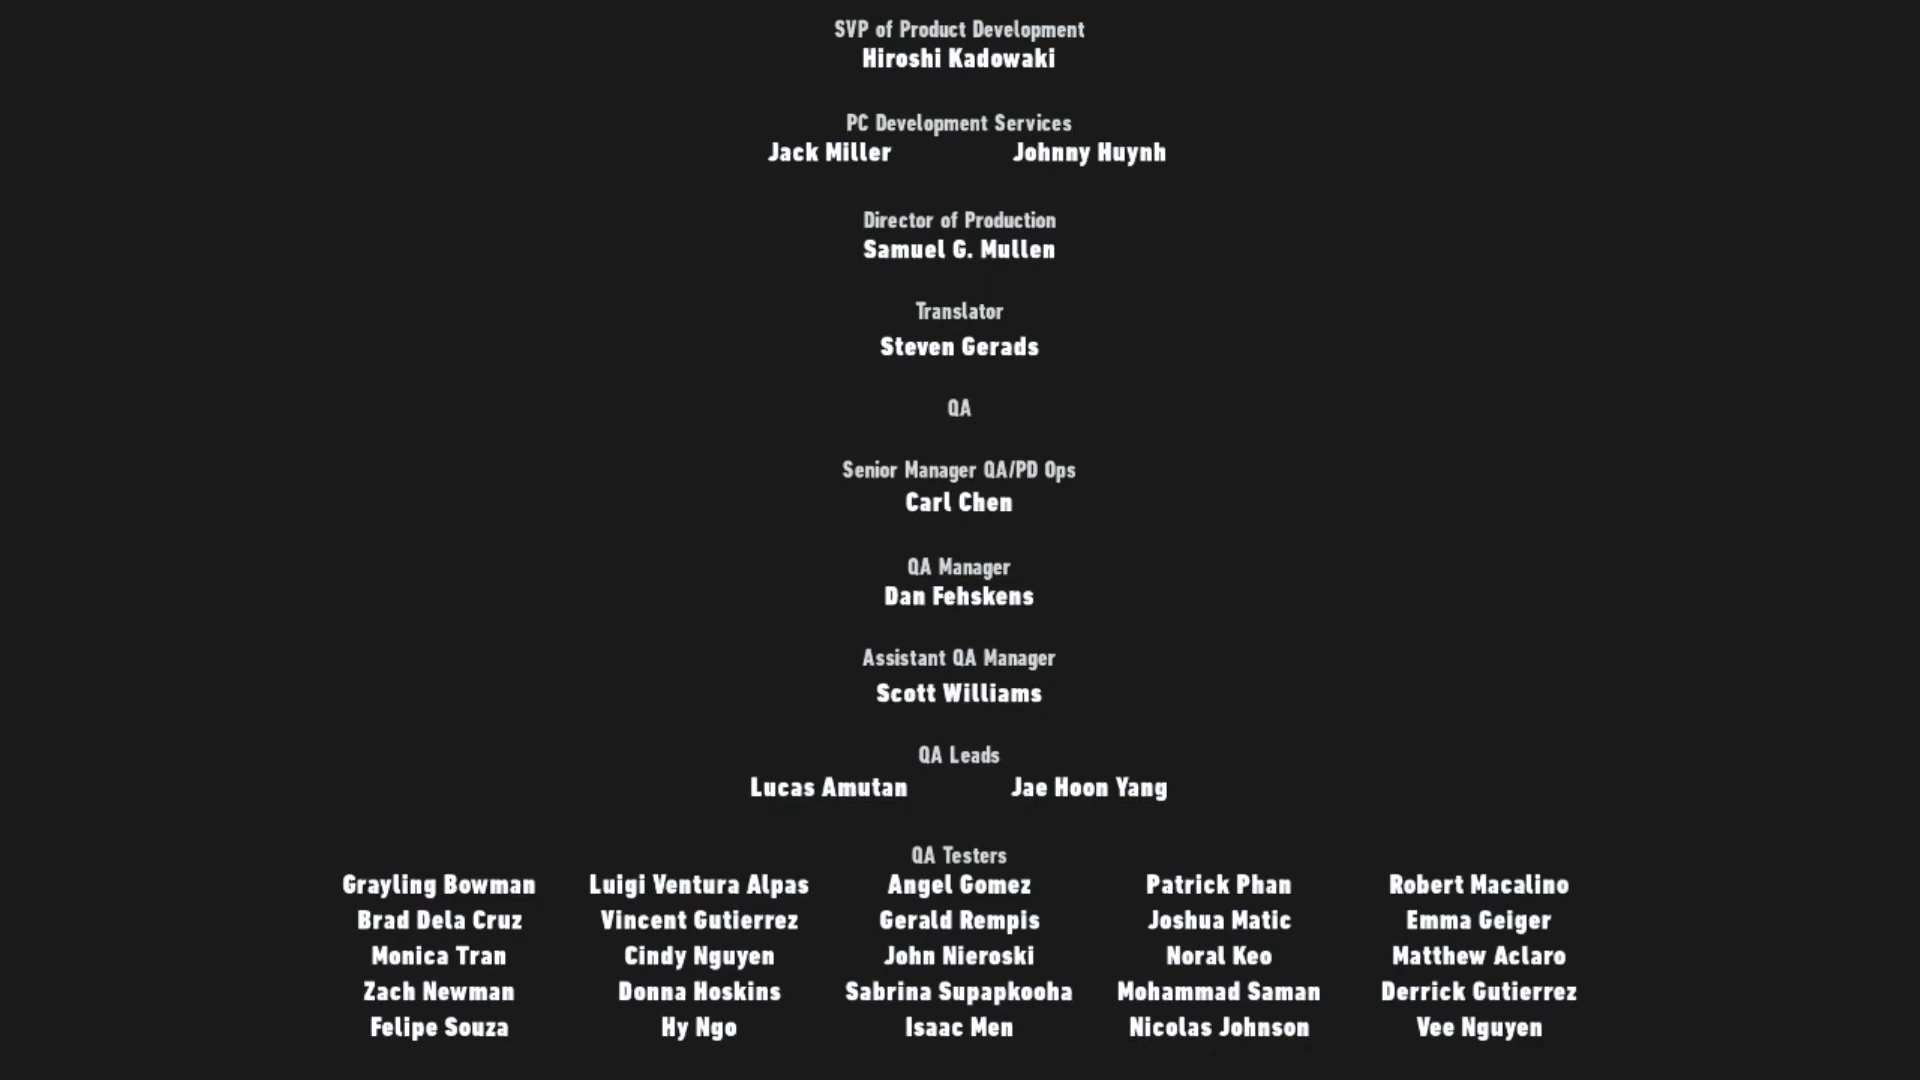 SVP of Product Development
Hiroshi Kadowaki
PC Development Services
Jack Miller Johnny Huynh
Director of Production
Samuel G. Mullen
Translator
Steven Gerads
QA
Senior Manager QA/PD Ops
Carl Chen
QA Manager
Dan Fehskens
Assistant QA Manager
Scott Williams
QA Leads
Lucas Amutan Jae Hoon Yang
QA Testers
Grayling Bowman Luigi Ventura Alpas Angel Gomez Patrick Phan Robert Macalino
Brad Dela Cruz Vincent Gutierrez Gerald Rempis Joshua Matic Emma Geiger
Monica Tran Cindy Nguyen John Nieroski Noral Keo Matthew Aclaro
Zach Newman Donna Hoskins Sabrina Supapkooha Mohammad Saman Derrick Gutierrez
Felipe Souza Hy Ngo Isaac Men Nicolas Johnson Vee Nguyen